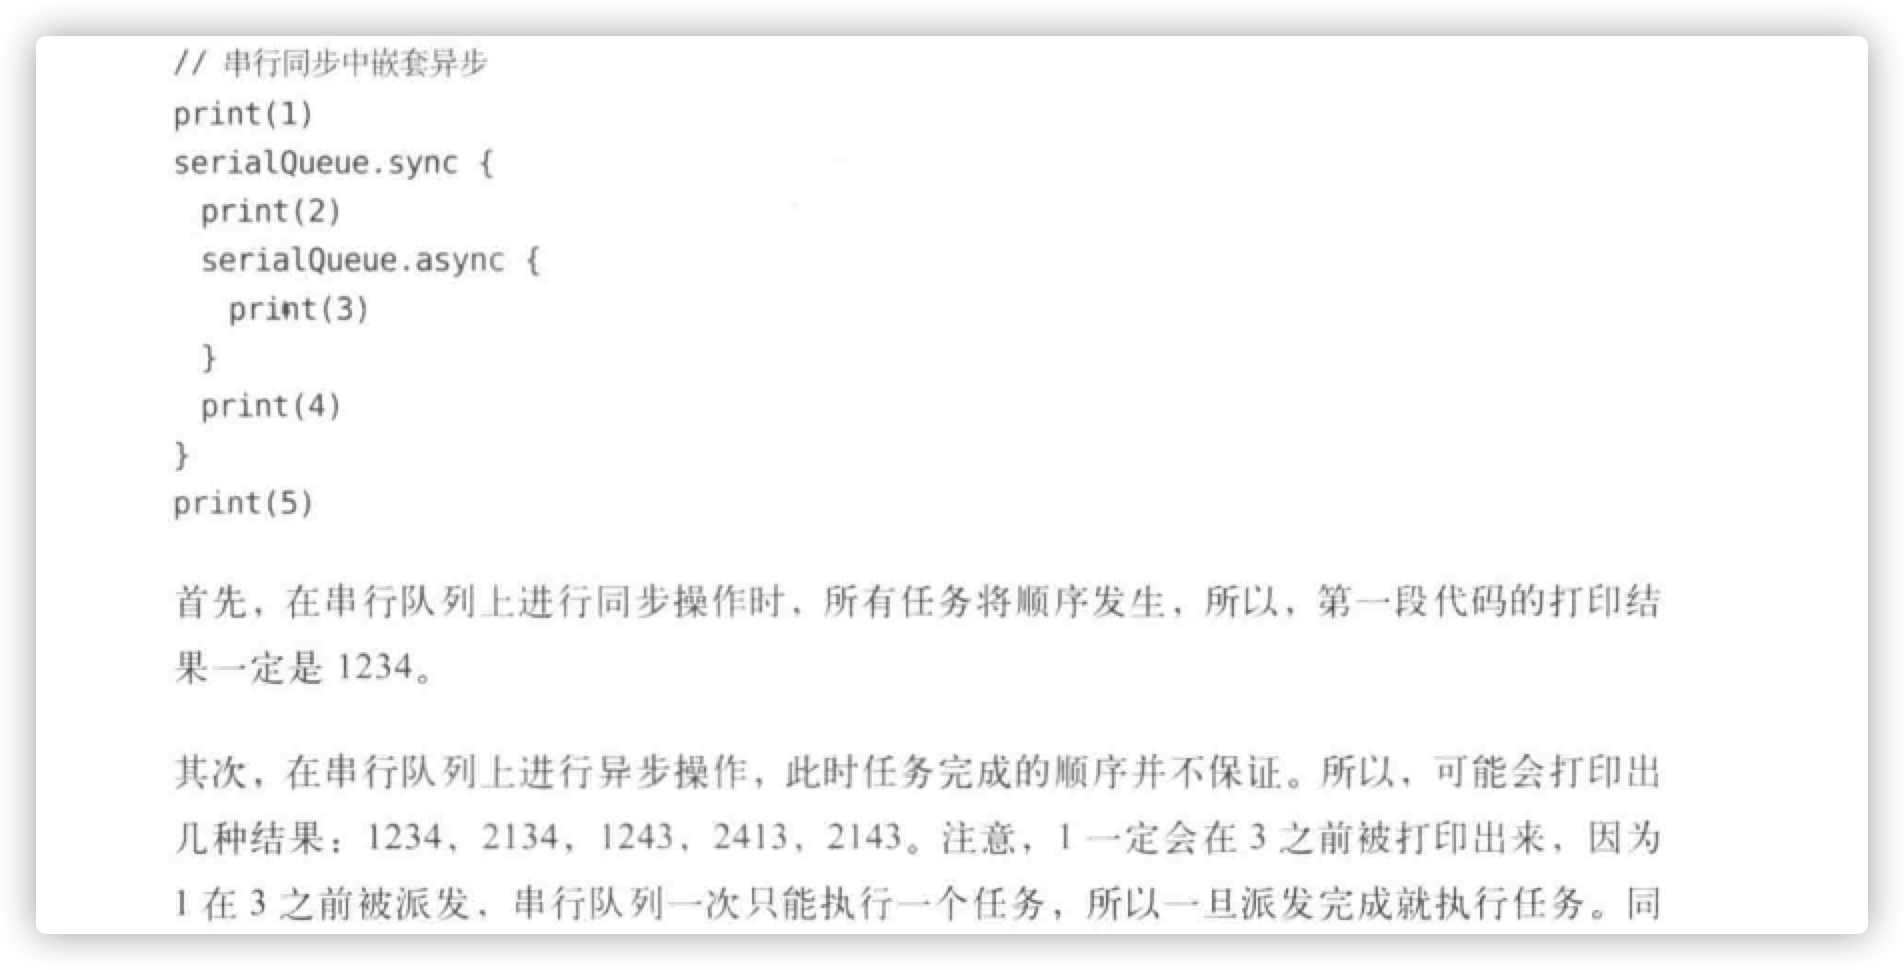 // 串行同步中嵌套异步
print(1)
serialQueue.sync {
print(2)
serialQueue.async {
print(3)
}
print(4)
}
print(5)
首先，在串行队列上进行同步操作时，所有任务将顺序发生，所以，第一段代码的打印结
果一定是 1234。
其次，在串行队列上进行异步操作，此时任务完成的顺序并不保证。所以，可能会打印出
几种结果：1234、2134、1243、2413、2143。注意，1 一定会在 3 之前被打印出来，因为
1 在 3 之前被派发、串行队列一次只能执行一个任务，所以一旦派发完成就执行任务。同